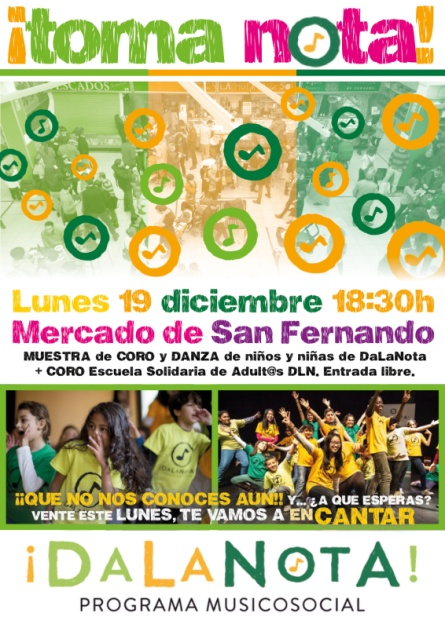 ¡toma nota!
Lunes 19 diciembre 18:30h
Mercado de San Fernando
MUESTRA de CORO y DANZA de niños y niñas de DaLaNota
+ CORO Escuela Solidaria de Adult@s DLN. Entrada libre.
DALANOTA
¡¡QUE NO NOS CONOCES AUN!! Y...¿A QUE ESPERAS?
VENTE ESTE LUNES, TE VAMOS A ENCANTAR
¡DALANOTA!
PROGRAMA MUSICOSOCIAL